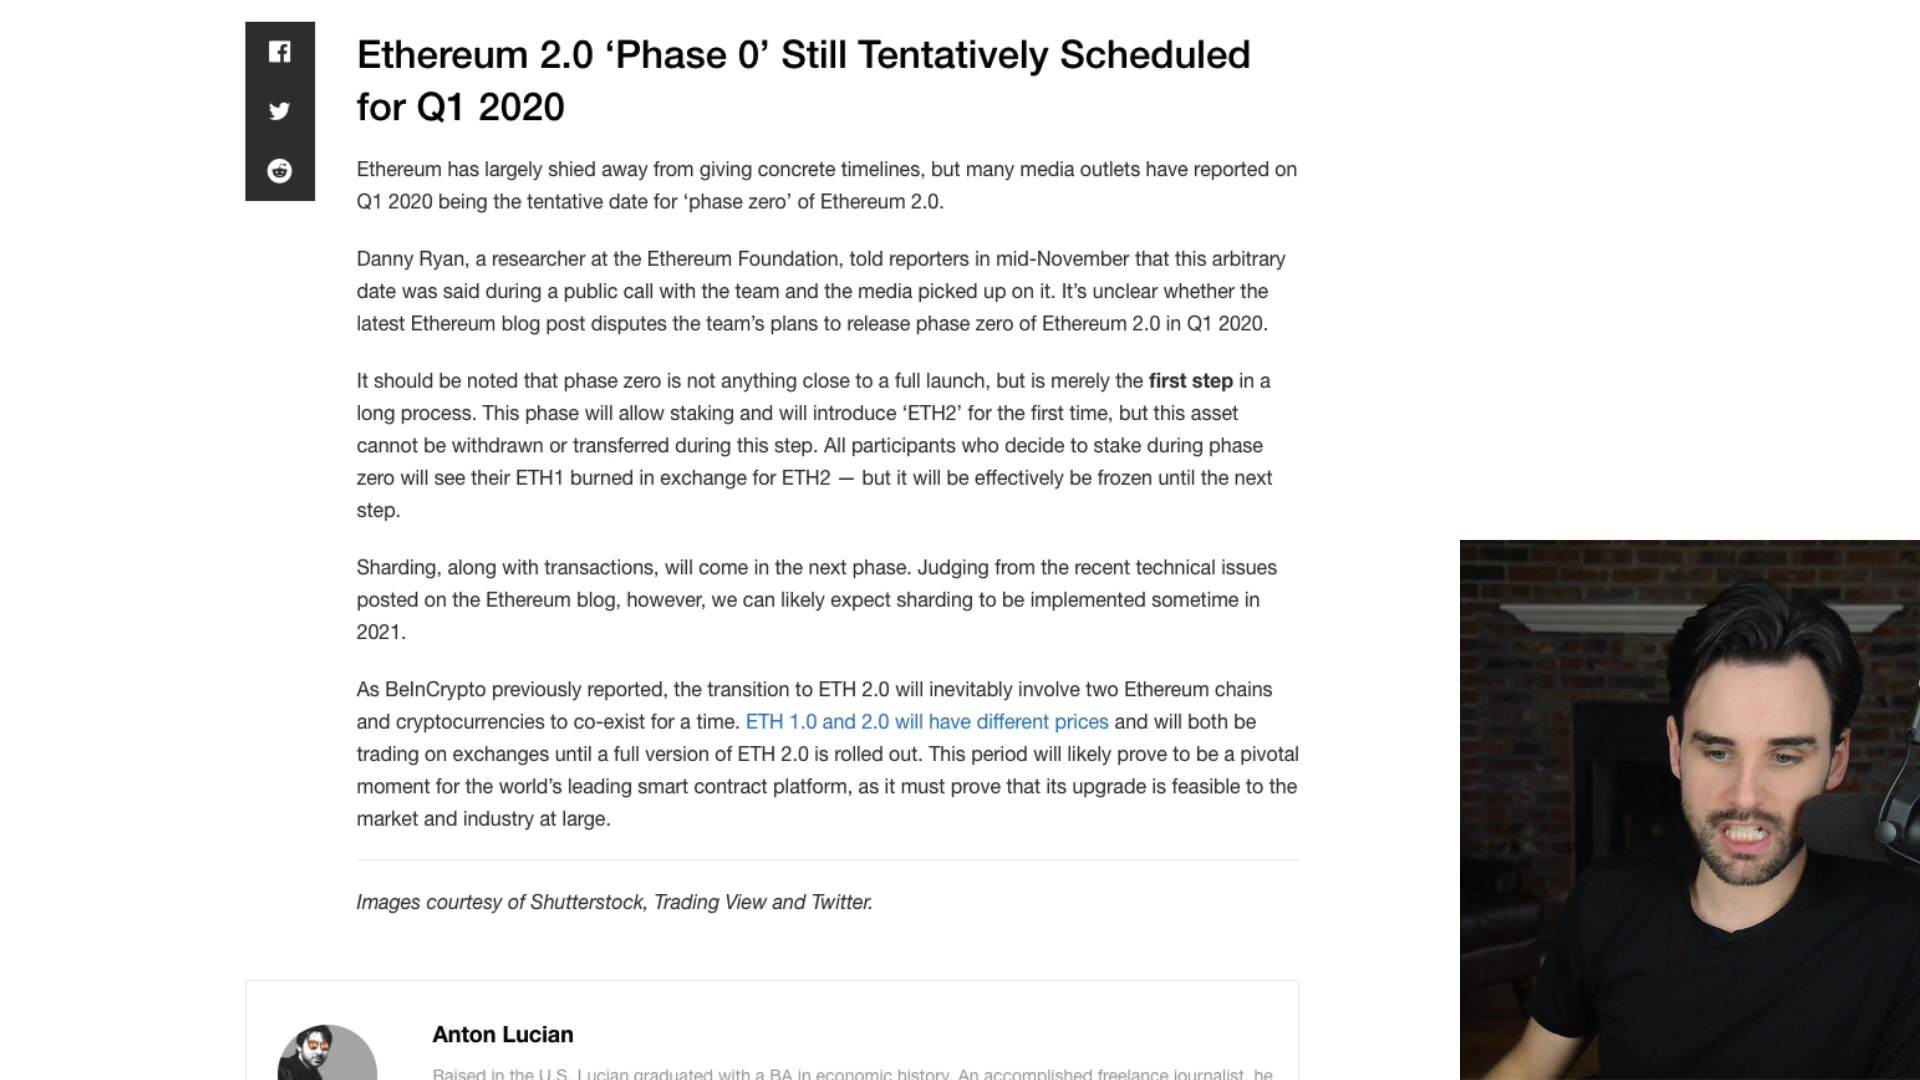 Ethereum 2.0 ‘Phase 0’ Still Tentatively Scheduled
for Q1 2020
Ethereum has largely shied away from giving concrete timelines, but many media outlets have reported on
Q1 2020 being the tentative date for ‘phase zero’ of Ethereum 2.0.
Danny Ryan, a researcher at the Ethereum Foundation, told reporters in mid-November that this arbitrary
date was said during a public call with the team and the media picked up on it. It’s unclear whether the
latest Ethereum blog post disputes the team’s plans to release phase zero of Ethereum 2.0 in Q1 2020.
It should be noted that phase zero is not anything close to a full launch, but is merely the first step in a
long process. This phase will allow staking and will introduce ‘ETH2’ for the first time, but this asset
cannot be withdrawn or transferred during this step. All participants who decide to stake during phase
zero will see their ETH1 burned in exchange for ETH2 — but it will be effectively be frozen until the next
step.
Sharding, along with transactions, will come in the next phase. Judging from the recent technical issues
posted on the Ethereum blog, however, we can likely expect sharding to be implemented sometime in
2021.
As BeInCrypto previously reported, the transition to ETH 2.0 will inevitably involve two Ethereum chains
and cryptocurrencies to co-exist for a time. ETH 1.0 and 2.0 will have different prices and will both be
trading on exchanges until a full version of ETH 2.0 is rolled out. This period will likely prove to be a pivotal
moment for the world’s leading smart contract platform, as it must prove that its upgrade is feasible to the
market and industry at large.
Images courtesy of Shutterstock, Trading View and Twitter.
Anton Lucian
Raised in the U.S. Lucian graduated with a BA in economic history. An accomplished freelance journalist, he